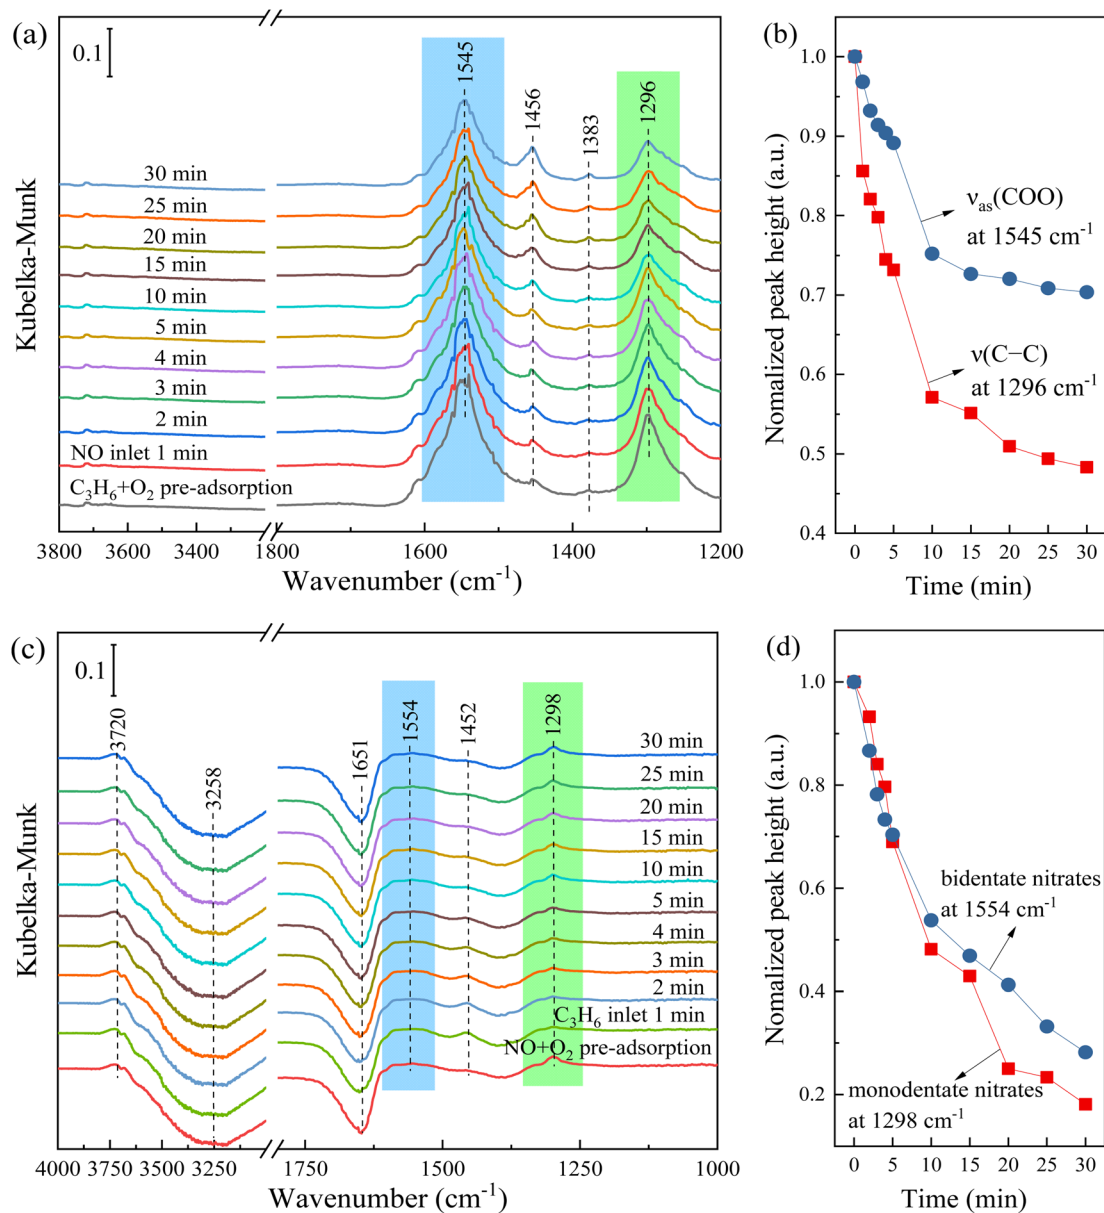 (a)
0.1
1545
1456
1383
1296
30 min
25 min
20 min
15 min
10 min
5 min
4 min
3 min
2 min
NO inlet 1 min
C₃H₆+O₂ pre-adsorption
Kubelka-Munk
3800 3600 3400 1800 1600 1400 1200
Wavenumber (cm⁻¹)
(b)
1.0
0.9
0.8
0.7
0.6
0.5
0.4
Nomalized peak height (a.u.)
νas(COO)
at 1545 cm⁻¹
ν(C−C)
at 1296 cm⁻¹
0 5 10 15 20 25 30
Time (min)
(c)
0.1
3720
3258
1651
1554
1452
1298
30 min
25 min
20 min
15 min
10 min
5 min
4 min
3 min
2 min
C₃H₆ inlet 1 min
NO+O₂ pre-adsorption
Kubelka-Munk
4000 3750 3500 3250 1750 1500 1250 1000
Wavenumber (cm⁻¹)
(d)
1.0
0.8
0.6
0.4
0.2
Nomalized peak height (a.u.)
bidentate nitrates
at 1554 cm⁻¹
monodentate nitrates
at 1298 cm⁻¹
0 5 10 15 20 25 30
Time (min)